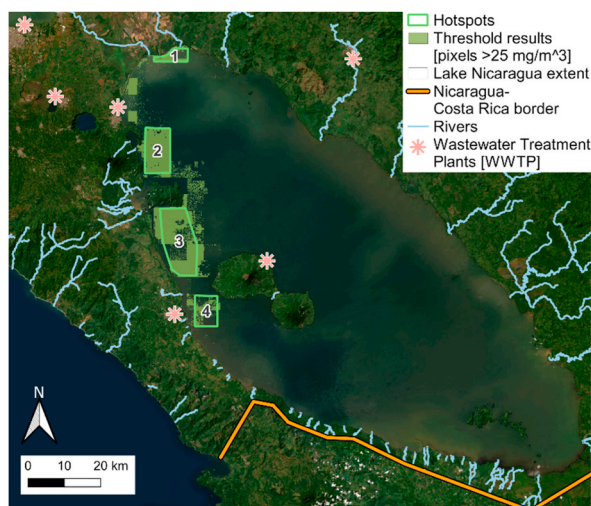 Hotspots
Threshold results
[pixels >25 mg/m^3]
Lake Nicaragua extent
Nicaragua-
Costa Rica border
Rivers
Wastewater Treatment
Plants [WWTP]
1
2
3
4
N
0 10 20 km